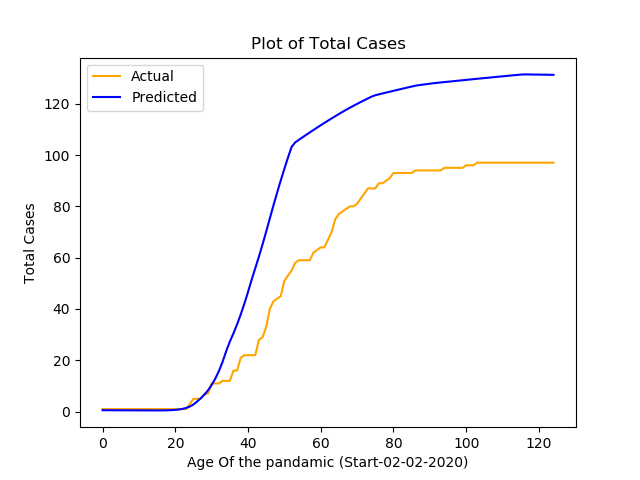 Plot of Total Cases
Actual
Predicted
120
100
80
60
40
20
0
Total Cases
0 20 40 60 80 100 120
Age Of the pandamic (Start-02-02-2020)